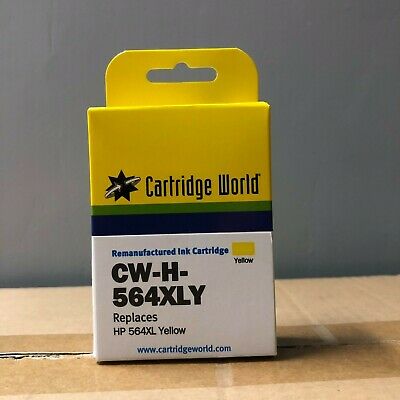 Cartridge World®
Remanufactured Ink Cartridge
Yellow
CW-H-
564XLY
Replaces
HP 564XL Yellow
www.cartridgeworld.com